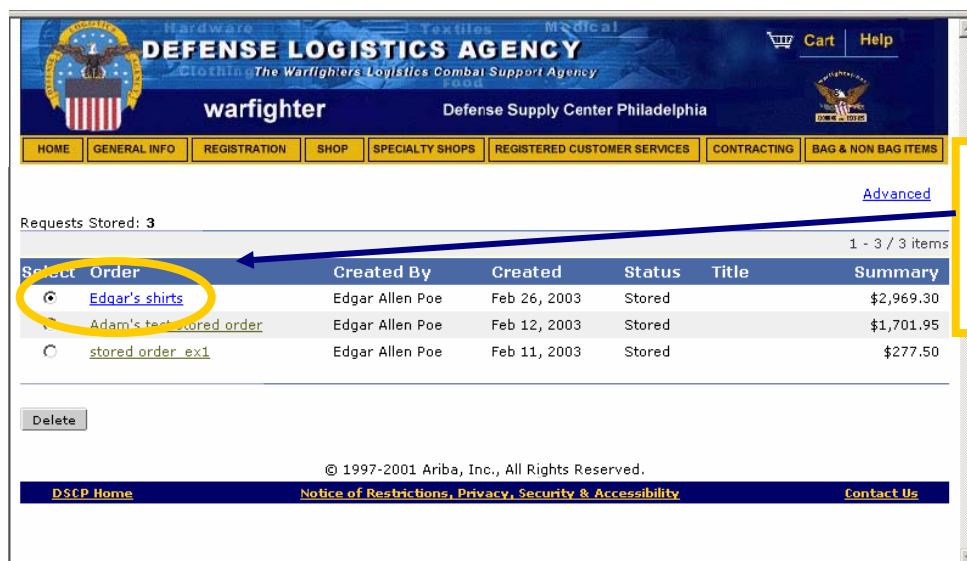 Hardware Textiles Medical
DEFENSE LOGISTICS AGENCY
Clothing The Warfighters Logistics Combat Support Agency
Food
Cart Help
warfighter Defense Supply Center Philadelphia
HOME GENERAL INFO REGISTRATION SHOP SPECIALTY SHOPS REGISTERED CUSTOMER SERVICES CONTRACTING BAG & NON BAG ITEMS
Advanced
Requests Stored: 3
1 - 3 / 3 items
Select Order Created By Created Status Title Summary
Edgar's shirts Edgar Allen Poe Feb 26, 2003 Stored $2,969.30
Adam's test stored order Edgar Allen Poe Feb 12, 2003 Stored $1,701.95
stored order_ex1 Edgar Allen Poe Feb 11, 2003 Stored $277.50
Delete
© 1997-2001 Ariba, Inc., All Rights Reserved.
DSCP Home Notice of Restrictions, Privacy, Security & Accessibility Contact Us